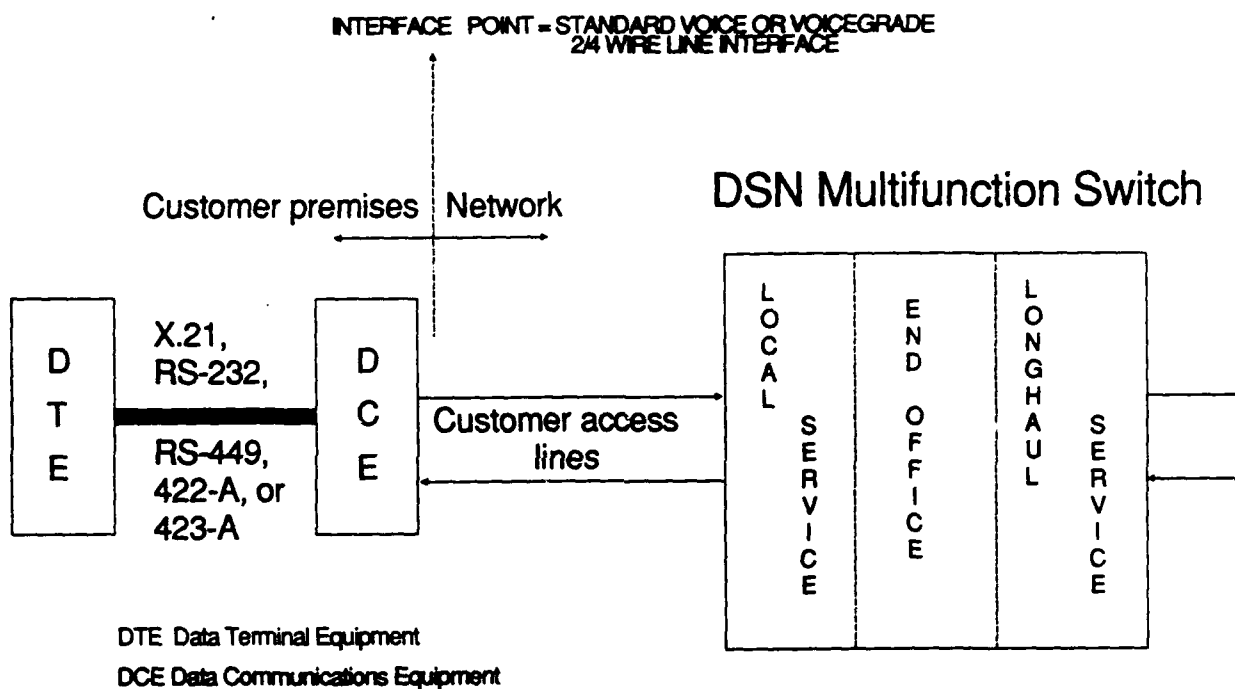 INTERFACE POINT = STANDARD VOICE OR VOICEGRADE
2/4 WIRE LINE INTERFACE
Customer premises
Network
DSN Multifunction Switch
DTE
X.21,
RS-232,
RS-449,
422-A, or
423-A
DCE
Customer access
lines
LOCAL
SERVICE
END OFFICE
LONGHAUL
SERVICE
DTE Data Terminal Equipment
DCE Data Communications Equipment